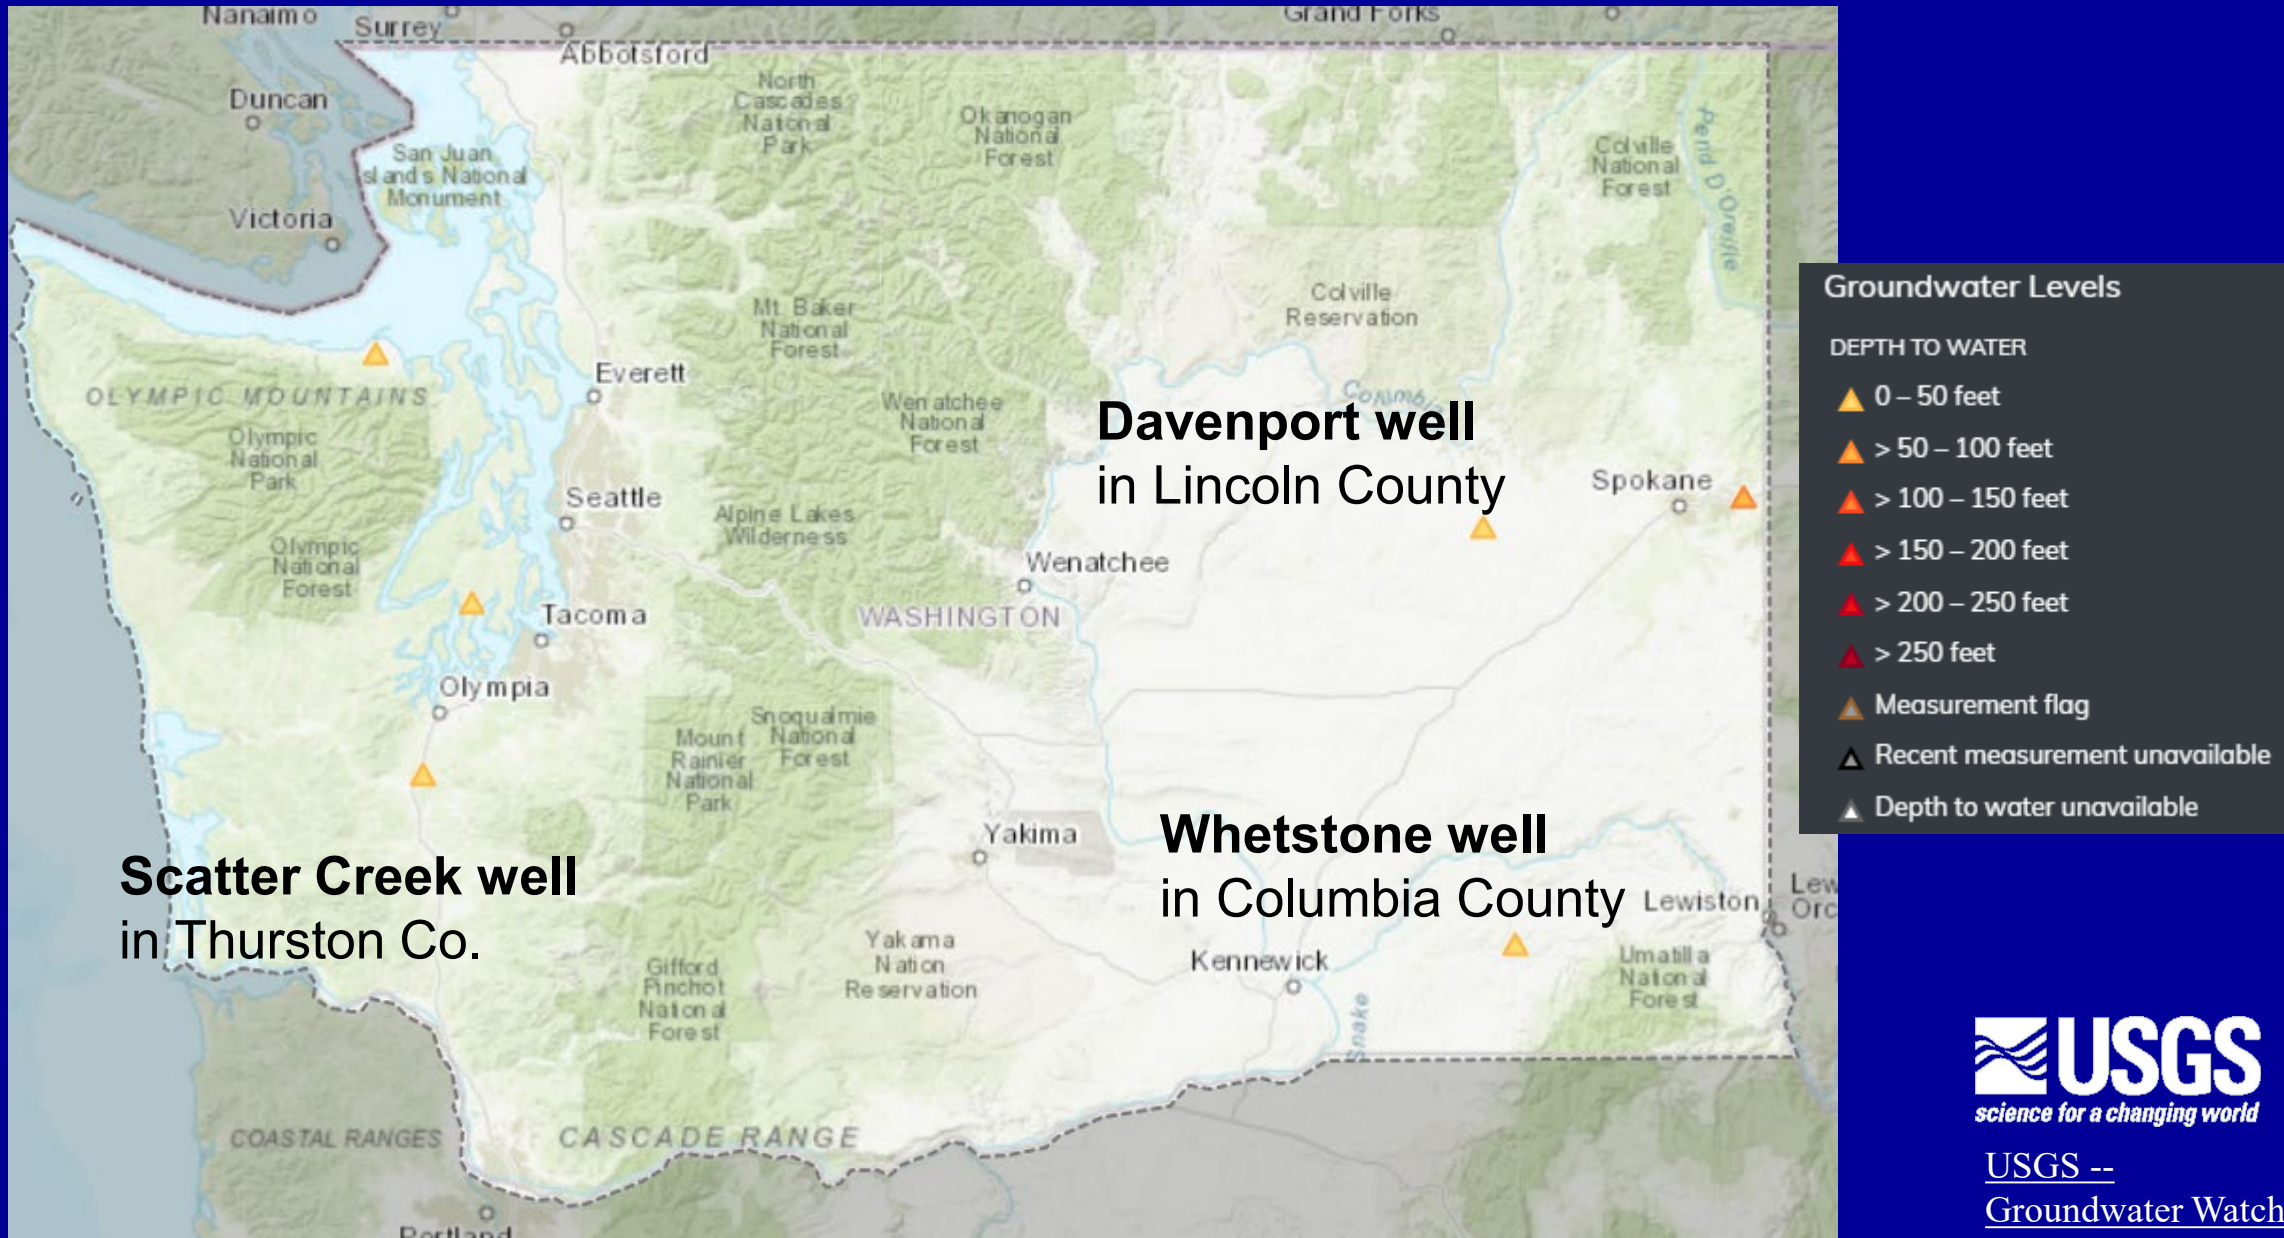 Nanaimo
Surrey
Grand Forks
Abbotsford
Duncan
North
Cascades
National
Park
Okanogan
National
Forest
Pend D'Oreille
Colville
National
Forest
San Juan
Islands National
Monument
Victoria
Colville
Reservation
Mt. Baker
National
Forest
OLYMPIC MOUNTAINS
Olympic
National
Park
Everett
Wenatchee
National
Forest
Columbia
Davenport well
in Lincoln County
Spokane
Seattle
Alpine Lakes
Wilderness
Olympic
National
Forest
Wenatchee
Tacoma
WASHINGTON
Olympia
Snoqualmie
National
Forest
Mount
Rainier
National
Park
Yakima
Whetstone well
in Columbia County
Scatter Creek well
in Thurston Co.
Lewiston
Lew
Orc
Yakama
Nation
Reservation
Kennewick
Umatilla
National
Forest
Gifford
Pinchot
National
Forest
Snake
COASTAL RANGES
CASCADE RANGE
Portland
Groundwater Levels
DEPTH TO WATER
0 – 50 feet
> 50 – 100 feet
> 100 – 150 feet
> 150 – 200 feet
> 200 – 250 feet
> 250 feet
Measurement flag
Recent measurement unavailable
Depth to water unavailable
USGS
science for a changing world
USGS --
Groundwater Watch